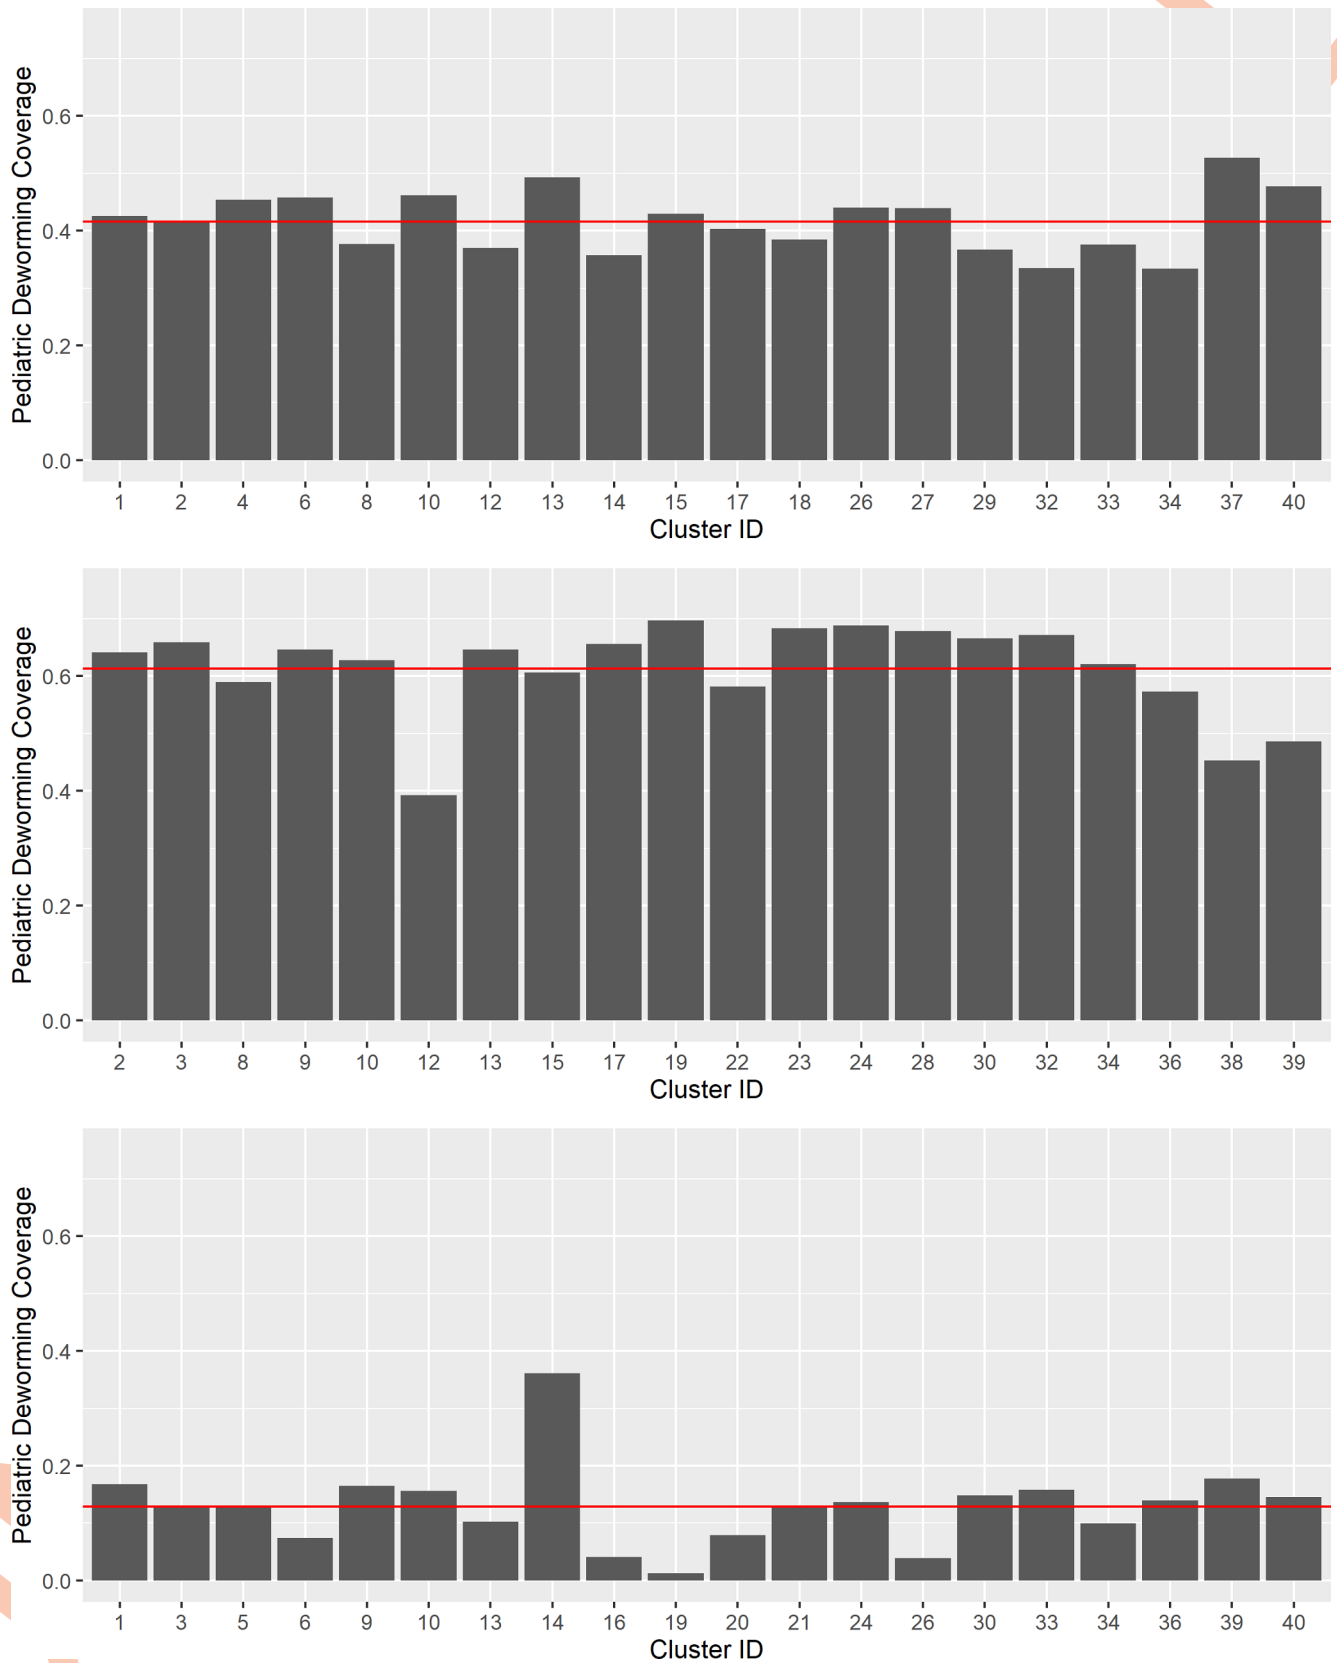 Pediatric Deworming Coverage
0.6
0.4
0.2
0.0
1 2 4 6 8 10 12 13 14 15 17 18 26 27 29 32 33 34 37 40
Cluster ID
Pediatric Deworming Coverage
0.6
0.4
0.2
0.0
2 3 8 9 10 12 13 15 17 19 22 23 24 28 30 32 34 36 38 39
Cluster ID
Pediatric Deworming Coverage
0.6
0.4
0.2
0.0
1 3 5 6 9 10 13 14 16 19 20 21 24 26 30 33 34 36 39 40
Cluster ID